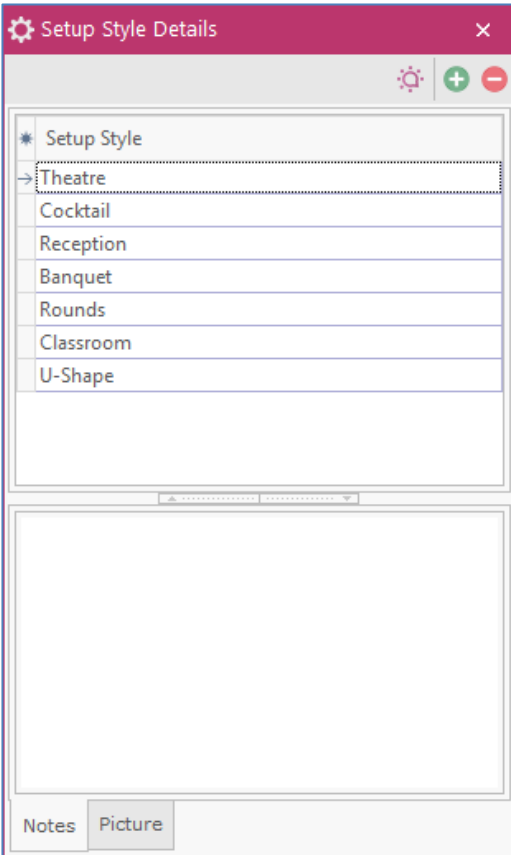 Setup Style Details
Setup Style
Theatre
Cocktail
Reception
Banquet
Rounds
Classroom
U-Shape
Notes Picture